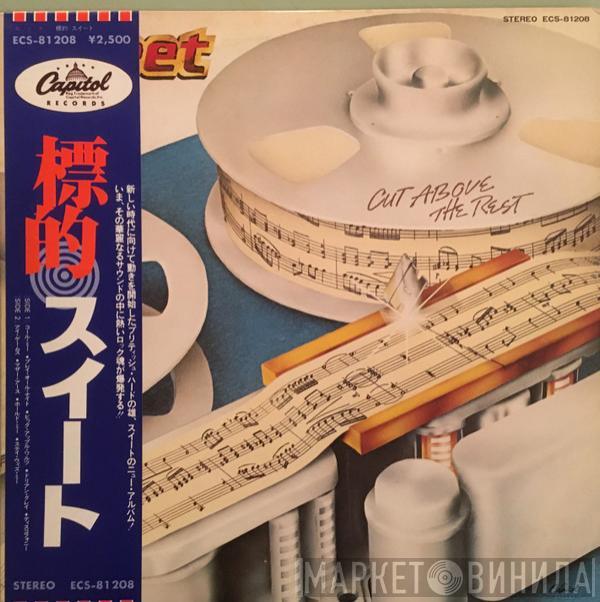 標的 スイート
ECS-81208 ¥2,500
Capitol
RECORDS
標的
スイート
新しい時代に向けて動きを開始したブリティッシュ・ハードの雄、スイートのニュー・アルバム!
いま、その華麗なるサウンドの中に熱いロック魂が爆発する!!
SIDE 1
SIDE 2
STEREO ECS-81208
STEREO ECS-81208
eet
CUT ABOVE
THE REST
МАРКЕТ ВИНИЛА